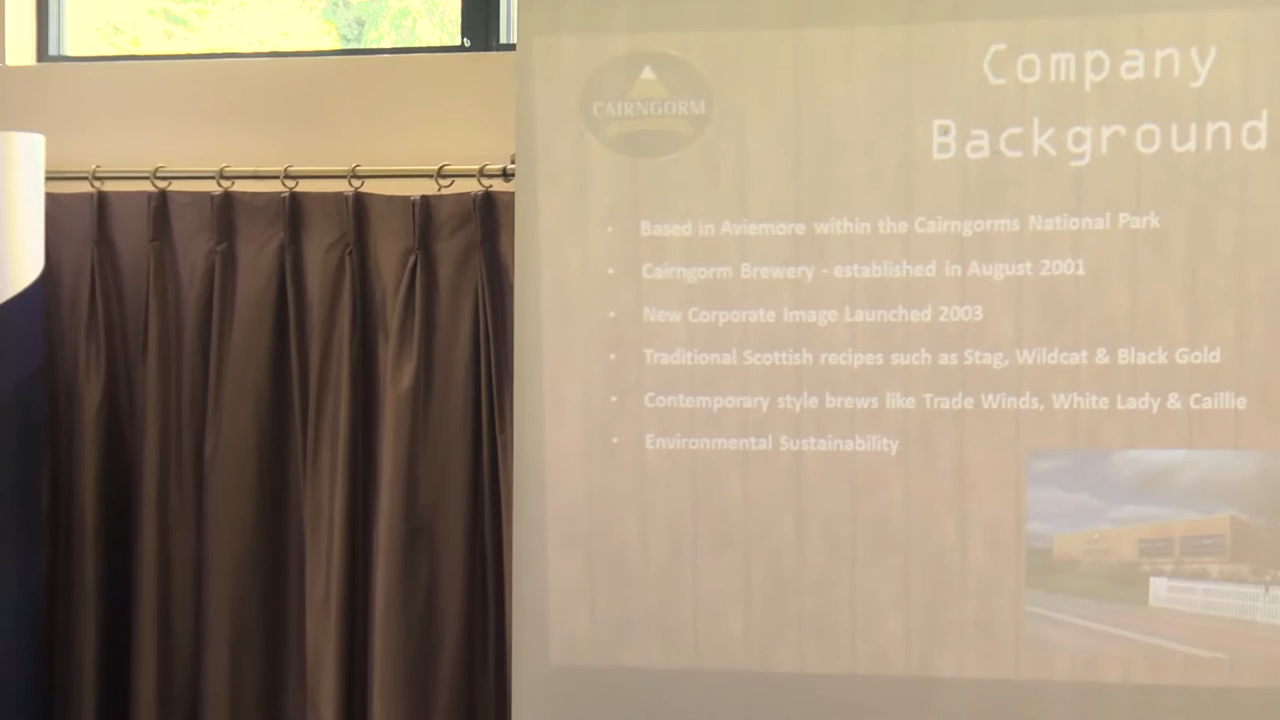 CAIRNGORM
Company
Background
• Based in Aviemore within the Cairngorms National Park
• Cairngorm Brewery - established in August 2001
• New Corporate Image Launched 2003
• Traditional Scottish recipes such as Stag, Wildcat & Black Gold
• Contemporary style brews like Trade Winds, White Lady & Caillie
• Environmental Sustainability